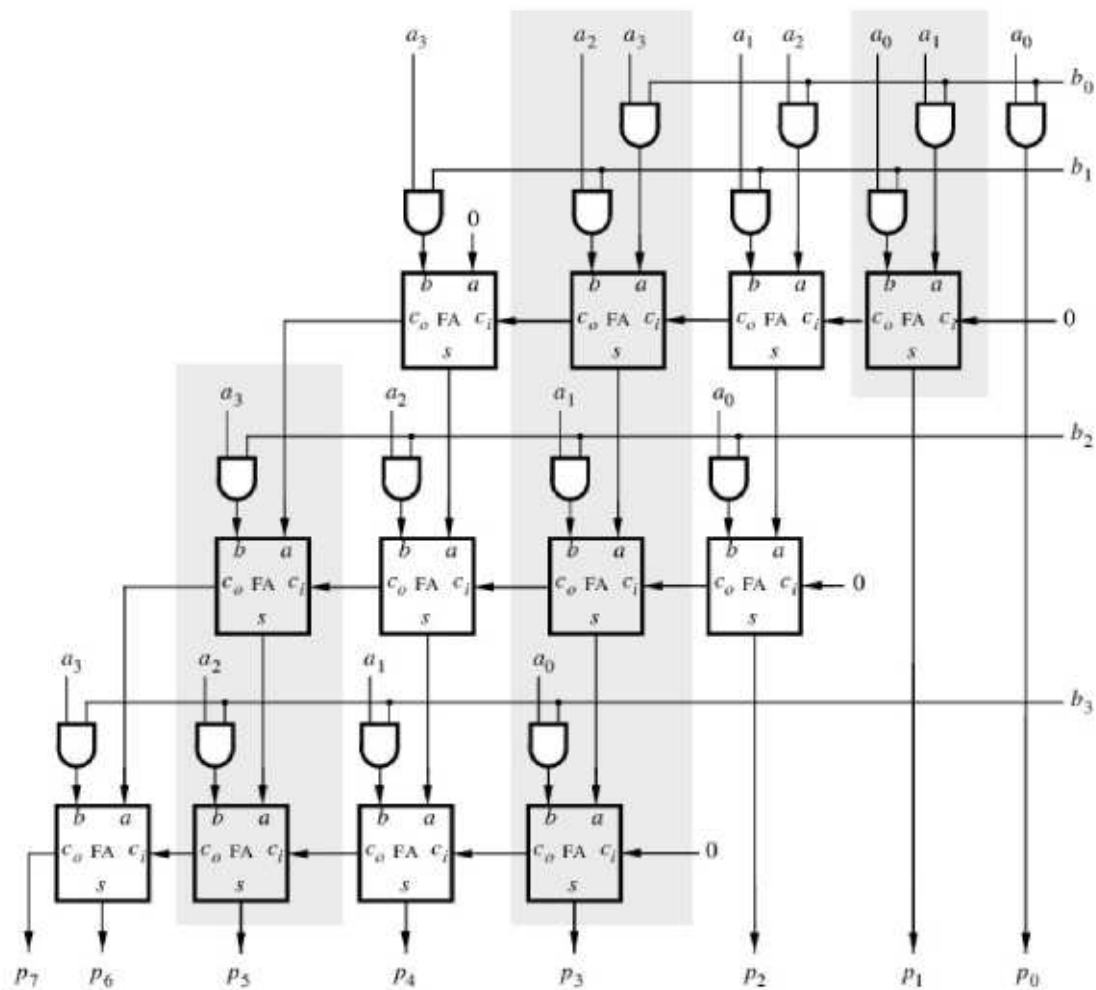 a₃ a₂ a₃ a₁ a₂ a₀ a₁ a₀
b₀
b₁
0
b a b a b a b a
cₒ FA cᵢ cₒ FA cᵢ cₒ FA cᵢ cₒ FA cᵢ 0
s s s s
a₃ a₂ a₁ a₀
b₂
b a b a b a b a
cₒ FA cᵢ cₒ FA cᵢ cₒ FA cᵢ cₒ FA cᵢ 0
s s s s
a₃ a₂ a₁ a₀
b₃
b a b a b a b a
cₒ FA cᵢ cₒ FA cᵢ cₒ FA cᵢ cₒ FA cᵢ 0
s s s s
p₇ p₆ p₅ p₄ p₃ p₂ p₁ p₀